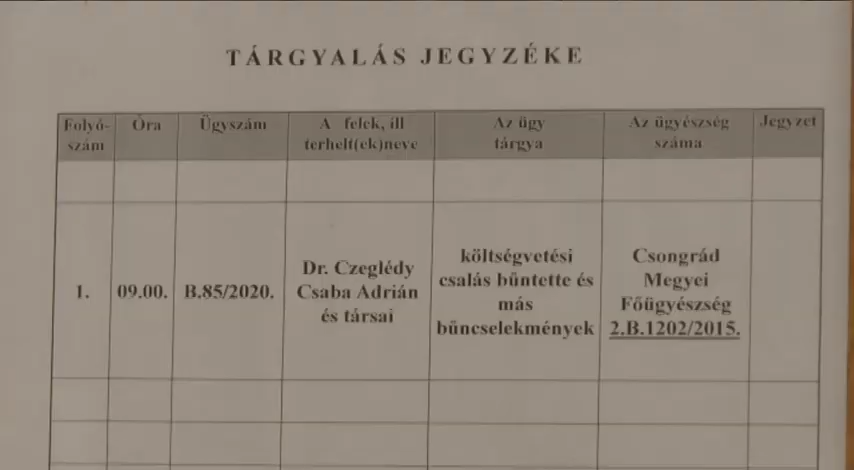 TÁRGYALÁS JEGYZÉKE
Folyó-
szám
Óra
Ügyszám
A felek, ill
terhelt(ek)neve
Az ügy
tárgya
Az ügyészség
száma
Jegyzet
1.
09.00.
B.85/2020.
Dr. Czeglédy
Csaba Adrián
és társai
költségvetési
csalás bűntette és
más
bűncselekmények
Csongrád
Megyei
Főügyészség
2.B.1202/2015.